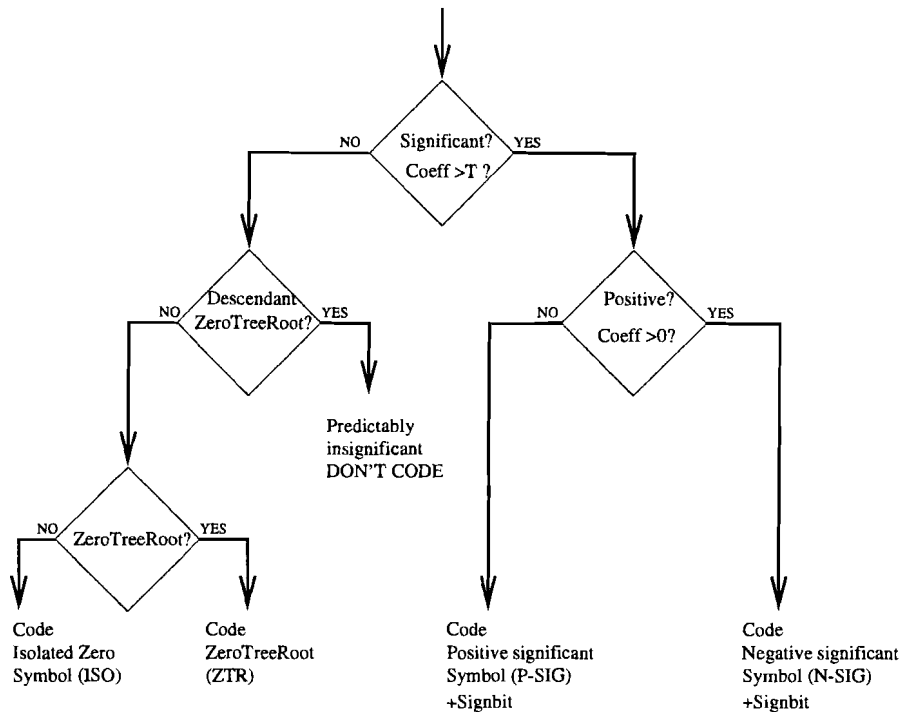 Significant?
Coeff >T ?
NO
YES
Descendant
ZeroTreeRoot?
NO
YES
Positive?
Coeff >0?
NO
YES
Predictably
insignificant
DON'T CODE
ZeroTreeRoot?
NO
YES
Code
Isolated Zero
Symbol (ISO)
Code
ZeroTreeRoot
(ZTR)
Code
Positive significant
Symbol (P-SIG)
+Signbit
Code
Negative significant
Symbol (N-SIG)
+Signbit